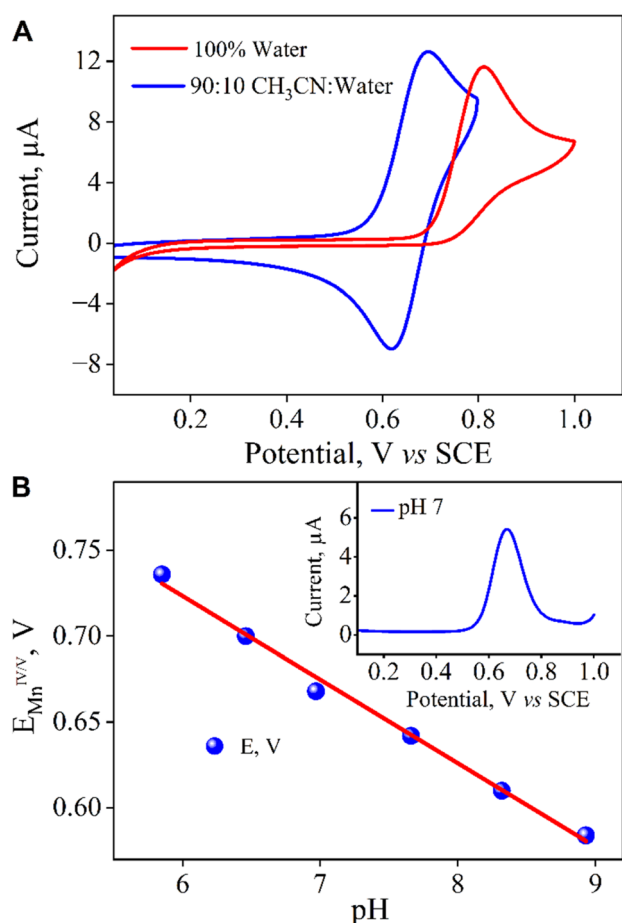 A
100% Water
90:10 CH₃CN:Water
Current, µA
12
8
4
0
−4
−8
0.2 0.4 0.6 0.8 1.0
Potential, V vs SCE
B
E_Mn^IV/V, V
0.75
0.70
0.65
0.60
E, V
6 7 8 9
pH
pH 7
Current, µA
6
4
2
0
0.2 0.4 0.6 0.8 1.0
Potential, V vs SCE